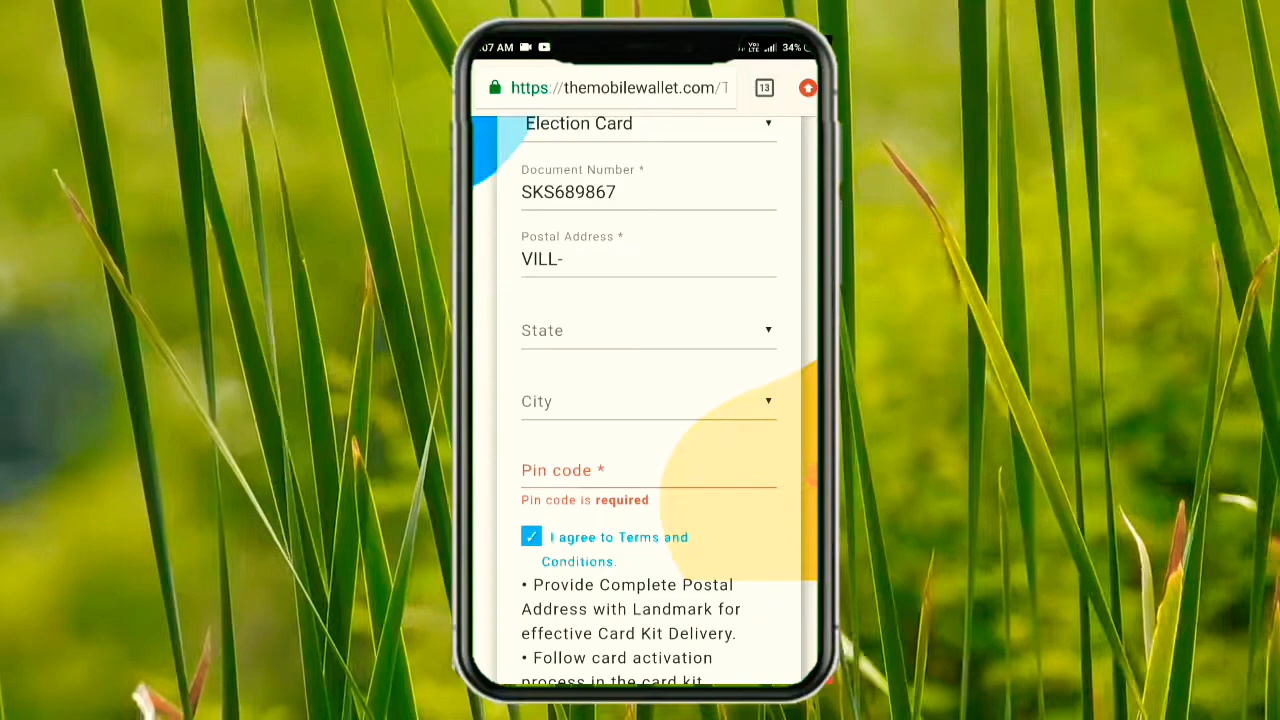 :07 AM VoLTE 34%
https://themobilewallet.com/T 13
Election Card
Document Number *
SKS689867
Postal Address *
VILL-
State
City
Pin code *
Pin code is required
I agree to Terms and
Conditions.
• Provide Complete Postal
Address with Landmark for
effective Card Kit Delivery.
• Follow card activation
process in the card kit